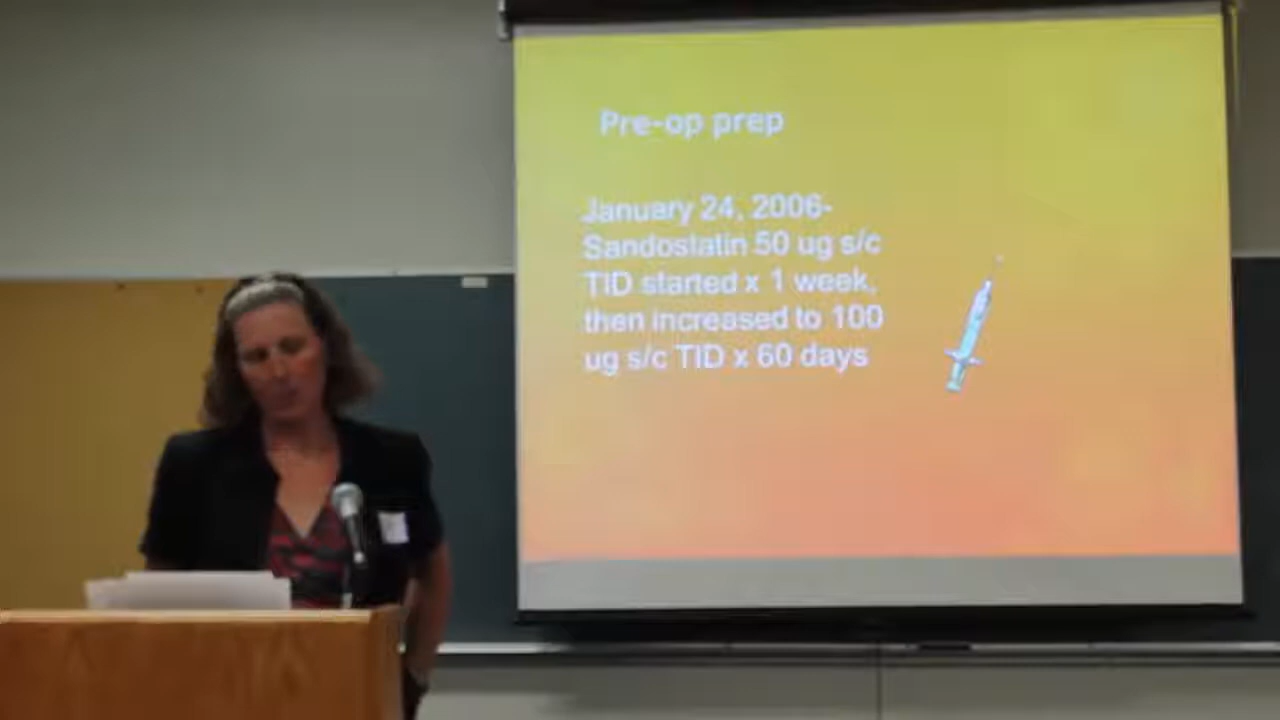 Pre-op prep
January 24, 2006-
Sandostatin 50 ug s/c
TID started x 1 week,
then increased to 100
ug s/c TID x 60 days